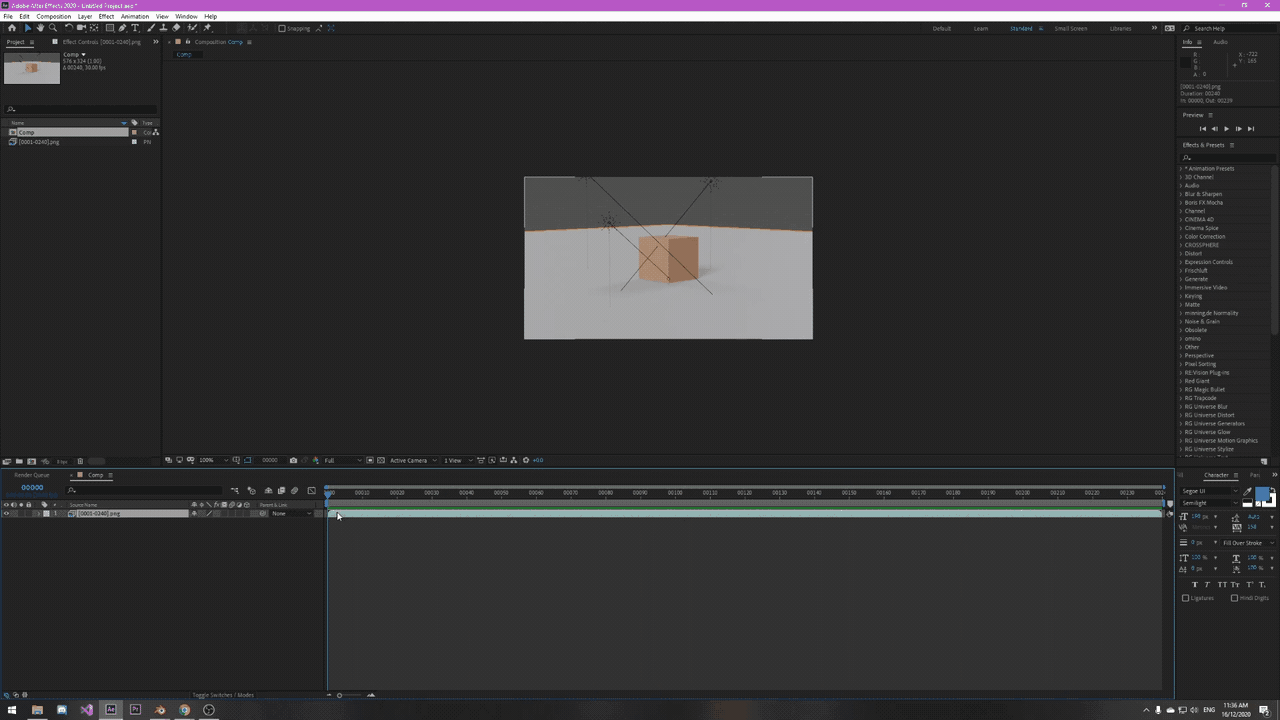 Adobe After Effects 2020 - Untitled Project.aep *
File Edit Composition Layer Effect Animation View Window Help
Snapping Default Learn Standard Small Screen Libraries Search Help
Project Effect Controls [0001-0240].png Composition Comp Info Audio
Comp
Comp
576 x 324 (1.00)
Δ 00240, 30.00 fps
R :
G :
B :
A : 0
X : -722
Y : 165
[0001-0240].png
Duration: 00240
In: 00000, Out: 00239
Preview
Name Type
Comp
[0001-0240].png PN
Effects & Presets
* Animation Presets
3D Channel
Audio
Blur & Sharpen
Boris FX Mocha
Channel
CINEMA 4D
Cinema Spice
Color Correction
CROSSPHERE
Distort
Expression Controls
Frischluft
Generate
Immersive Video
Keying
Matte
minning.de Normality
Noise & Grain
Obsolete
omino
Other
Perspective
Pixel Sorting
RE:Vision Plug-ins
Red Giant
RG Magic Bullet
RG Trapcode
RG Universe Blur
RG Universe Distort
RG Universe Generators
RG Universe Glow
RG Universe Motion Graphics
RG Universe Stylize
100% 00000 Full Active Camera 1 View +0.0
Render Queue Comp
00000
00010 00020 00030 00040 00050 00060 00070 00080 00090 00100 00110 00120 00130 00140 00150 00160 00170 00180 00190 00200 00210 00220 00230
# Source Name Parent & Link
1 [0001-0240].png None
Character
Segoe UI
Semilight
Auto
0 px Fill Over Stroke
100 % 100 %
0 px 100 %
T T TT Tt
Ligatures Hindi Digits
Toggle Switches / Modes
ENG 11:36 AM
16/12/2020